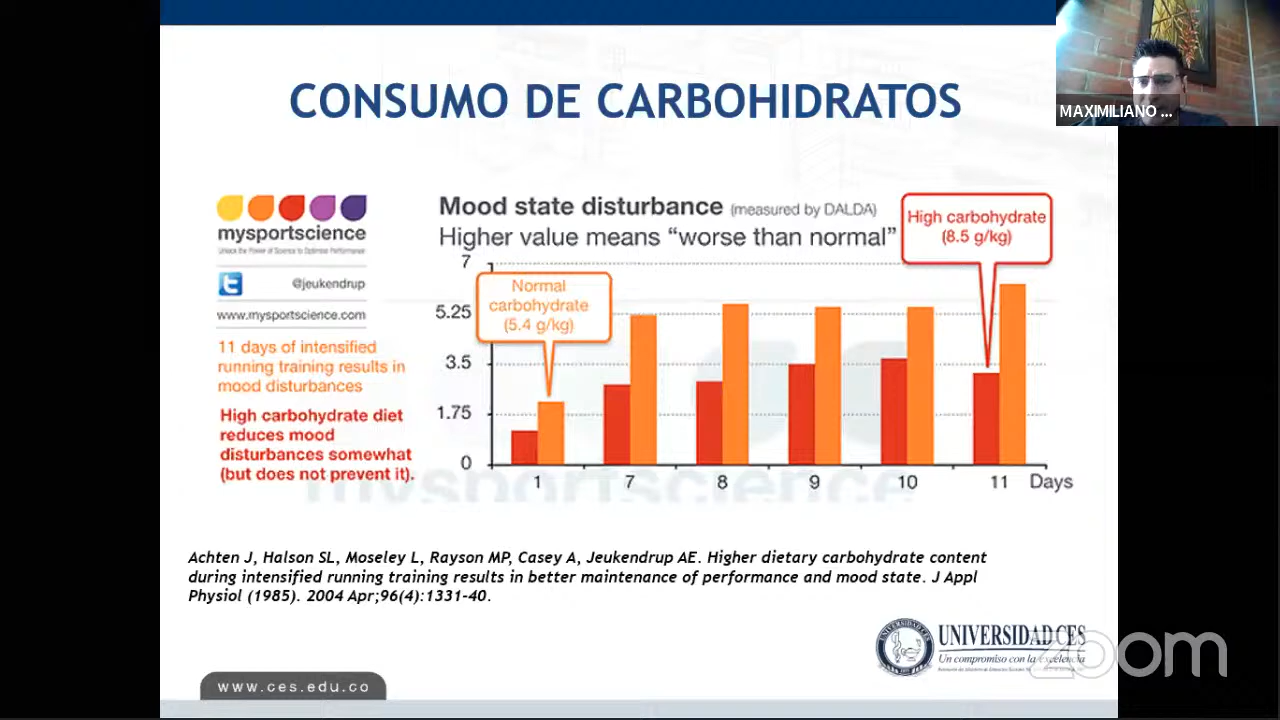 CONSUMO DE CARBOHIDRATOS
MAXIMILIANO ...
mysportscience
Unlock the Power of Science to Optimise Performance
@jeukendrup
www.mysportscience.com
11 days of intensified
running training results in
mood disturbances
High carbohydrate diet
reduces mood
disturbances somewhat
(but does not prevent it).
Mood state disturbance (measured by DALDA)
Higher value means “worse than normal”
High carbohydrate
(8.5 g/kg)
Normal
carbohydrate
(5.4 g/kg)
7
5.25
3.5
1.75
0
1 7 8 9 10 11 Days
mysportscience
Achten J, Halson SL, Moseley L, Rayson MP, Casey A, Jeukendrup AE. Higher dietary carbohydrate content
during intensified running training results in better maintenance of performance and mood state. J Appl
Physiol (1985). 2004 Apr;96(4):1331-40.
UNIVERSIDAD CES
Un compromiso con la excelencia
zoom
www.ces.edu.co